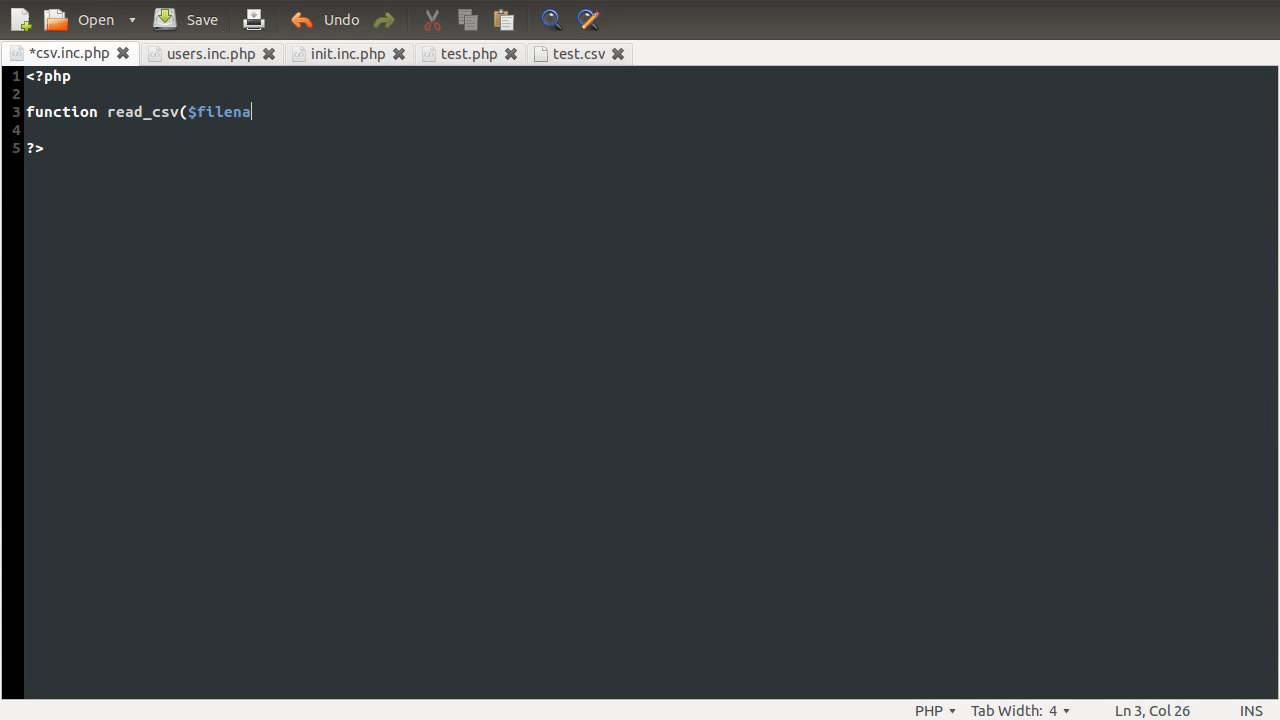 Open Save Undo
*csv.inc.php users.inc.php init.inc.php test.php test.csv
1 <?php
2
3 function read_csv($filena
4
5 ?>
PHP Tab Width: 4 Ln 3, Col 26 INS